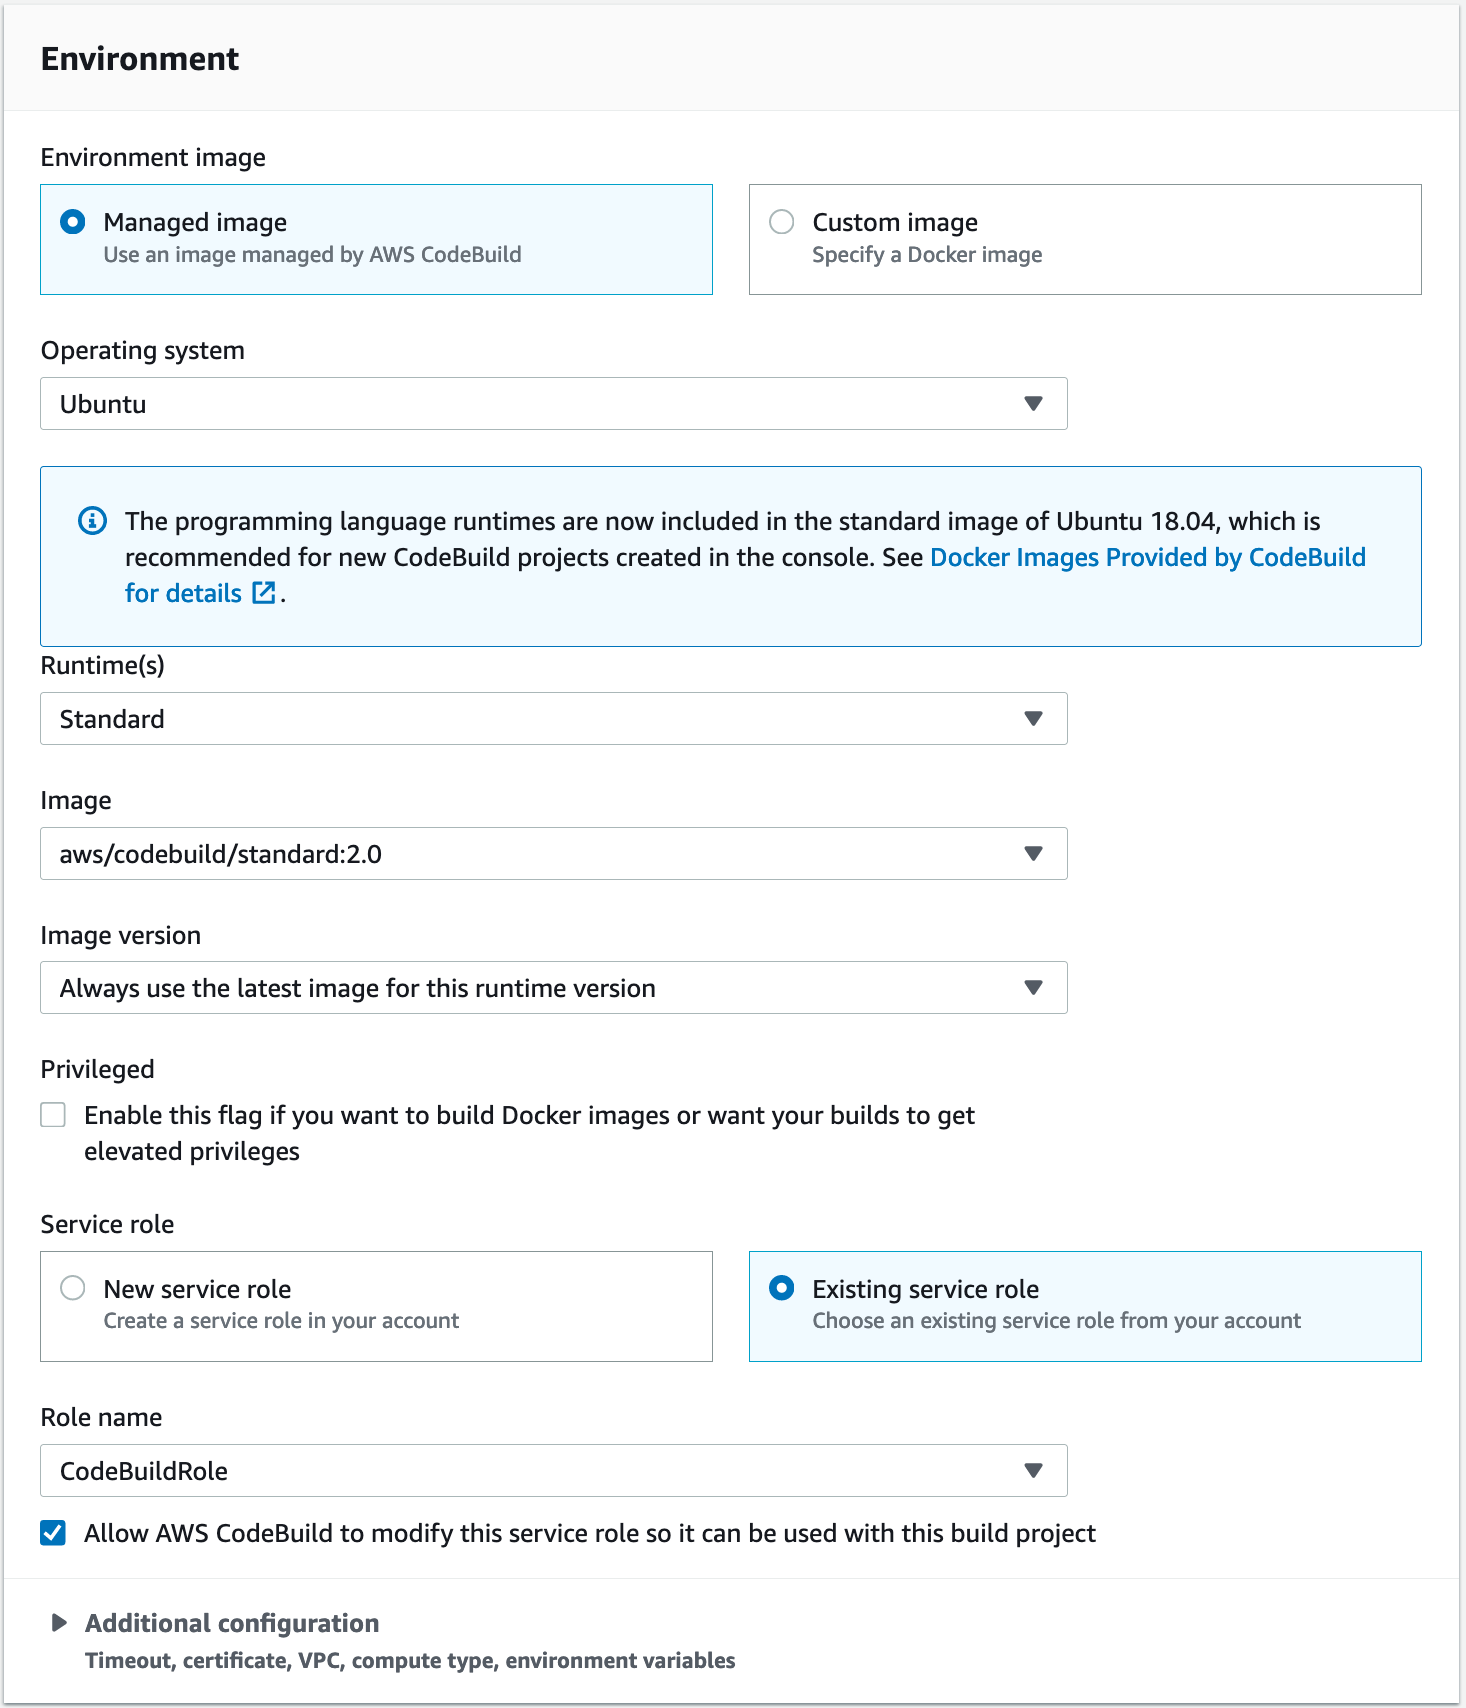 Environment
Environment image
Managed image
Use an image managed by AWS CodeBuild
Custom image
Specify a Docker image
Operating system
Ubuntu
The programming language runtimes are now included in the standard image of Ubuntu 18.04, which is
recommended for new CodeBuild projects created in the console. See Docker Images Provided by CodeBuild
for details .
Runtime(s)
Standard
Image
aws/codebuild/standard:2.0
Image version
Always use the latest image for this runtime version
Privileged
Enable this flag if you want to build Docker images or want your builds to get
elevated privileges
Service role
New service role
Create a service role in your account
Existing service role
Choose an existing service role from your account
Role name
CodeBuildRole
Allow AWS CodeBuild to modify this service role so it can be used with this build project
Additional configuration
Timeout, certificate, VPC, compute type, environment variables